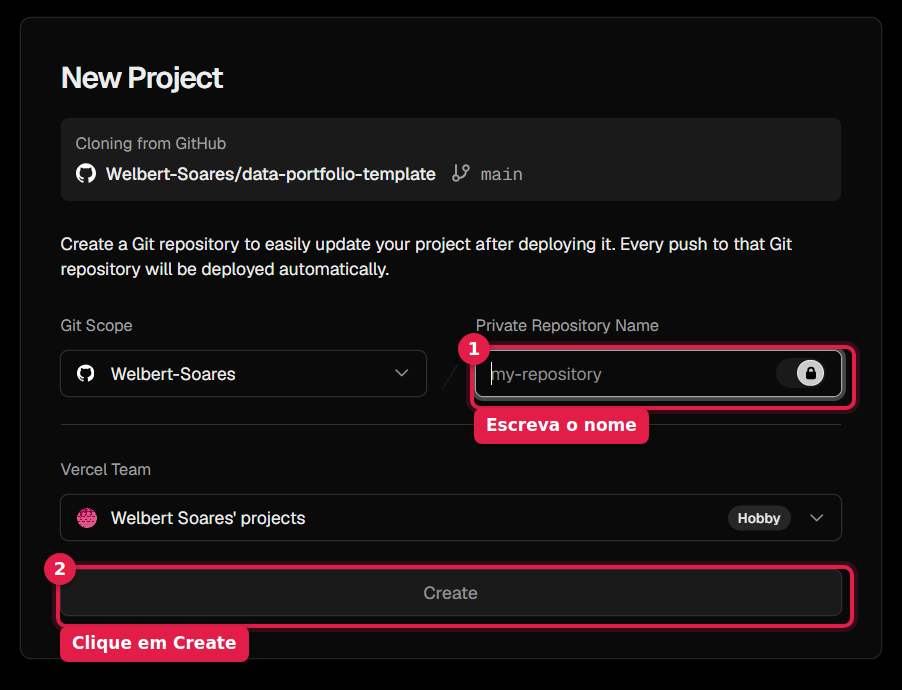 New Project
Cloning from GitHub
Welbert-Soares/data-portfolio-template main
Create a Git repository to easily update your project after deploying it. Every push to that Git
repository will be deployed automatically.
Git Scope
Welbert-Soares
Private Repository Name
1
my-repository
Escreva o nome
Vercel Team
Welbert Soares' projects
Hobby
2
Create
Clique em Create